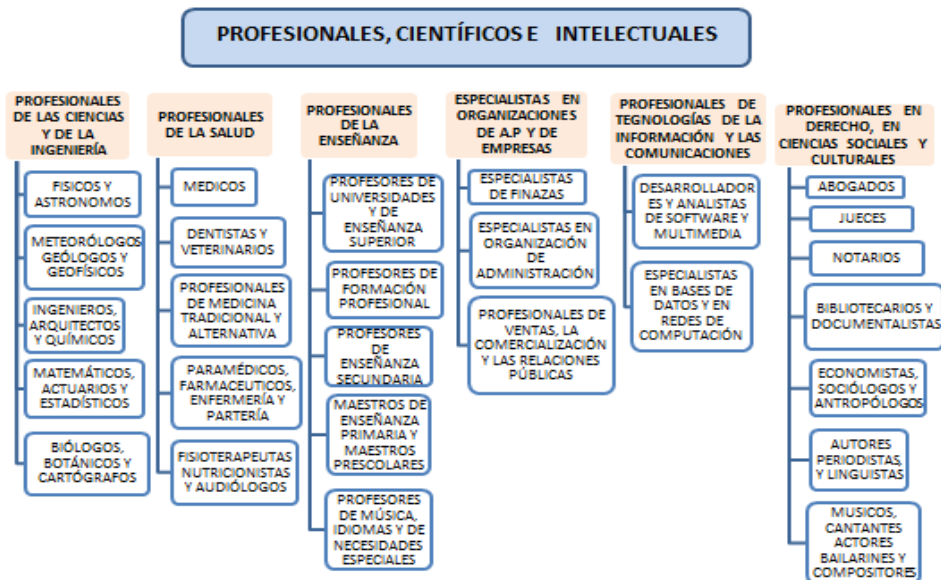 PROFESIONALES, CIENTÍFICOS E INTELECTUALES
PROFESIONALES
DE LAS CIENCIAS
Y DE LA
INGENIERÍA
FISICOS Y
ASTRONOMOS
METEORÓLOGOS
GEÓLOGOS Y
GEOFÍSICOS
INGENIEROS,
ARQUITECTOS
Y QUÍMICOS
MATEMÁTICOS,
ACTUARIOS Y
ESTADÍSTICOS
BIÓLOGOS,
BOTÁNICOS Y
CARTÓGRAFOS
PROFESIONALES
DE LA SALUD
MEDICOS
DENTISTAS Y
VETERINARIOS
PROFESIONALES
DE MEDICINA
TRADICIONAL Y
ALTERNATIVA
PARAMÉDICOS,
FARMACEUTICOS,
ENFERMERÍA Y
PARTERÍA
FISIOTERAPEUTAS
NUTRICIONISTAS
Y AUDIÓLOGOS
PROFESIONALES
DE LA
ENSEÑANZA
PROFESORES DE
UNIVERSIDADES
Y DE
ENSEÑANZA
SUPERIOR
PROFESORES DE
FORMACIÓN
PROFESIONAL
PROFESORES
DE
ENSEÑANZA
SECUNDARIA
MAESTROS DE
ENSEÑANZA
PRIMARIA Y
MAESTROS
PRESCOLARES
PROFESORES
DE MÚSICA,
IDIOMAS Y DE
NECESIDADES
ESPECIALES
ESPECIALISTAS EN
ORGANIZACIONES
DE A.P Y DE
EMPRESAS
ESPECIALISTAS
DE FINAZAS
ESPECIALISTAS EN
ORGANIZACIÓN
DE
ADMINISTRACIÓN
PROFESIONALES DE
VENTAS, LA
COMERCIALIZACIÓN
Y LAS RELACIONES
PÚBLICAS
PROFESIONALES DE
TEGNOLOGÍAS DE LA
INFORMACIÓN Y LAS
COMUNICACIONES
DESARROLLADOR
ES Y ANALISTAS
DE SOFTWARE Y
MULTIMEDIA
ESPECIALISTAS
EN BASES DE
DATOS Y EN
REDES DE
COMPUTACIÓN
PROFESIONALES EN
DERECHO, EN
CIENCIAS SOCIALES Y
CULTURALES
ABOGADOS
JUECES
NOTARIOS
BIBLIOTECARIOS Y
DOCUMENTALISTAS
ECONOMISTAS,
SOCIÓLOGOS Y
ANTROPÓLOGOS
AUTORES
PERIODISTAS,
Y LINGUISTAS
MUSICOS,
CANTANTES
ACTORES
BAILARINES Y
COMPOSITORES